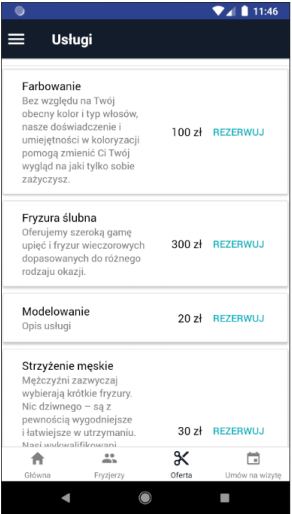 11:46
Usługi
Farbowanie
Bez względu na Twój
obecny kolor i typ włosów,
nasze doświadczenie i
umiejętności w koloryzacji
pomogą zmienić Ci Twój
wygląd na jaki tylko sobie
zażyczysz.
100 zł REZERWUJ
Fryzura ślubna
Oferujemy szeroką gamę
upięć i fryzur wieczorowych
dopasowanych do różnego
rodzaju okazji.
300 zł REZERWUJ
Modelowanie
Opis usługi
20 zł REZERWUJ
Strzyżenie męskie
Mężczyźni zazwyczaj
wybierają krótkie fryzury.
Nic dziwnego – są z
pewnością wygodniejsze
i łatwiejsze w utrzymaniu.
Nasi wykwalifikowani
30 zł REZERWUJ
Główna Fryzjerzy Oferta Umów na wizytę